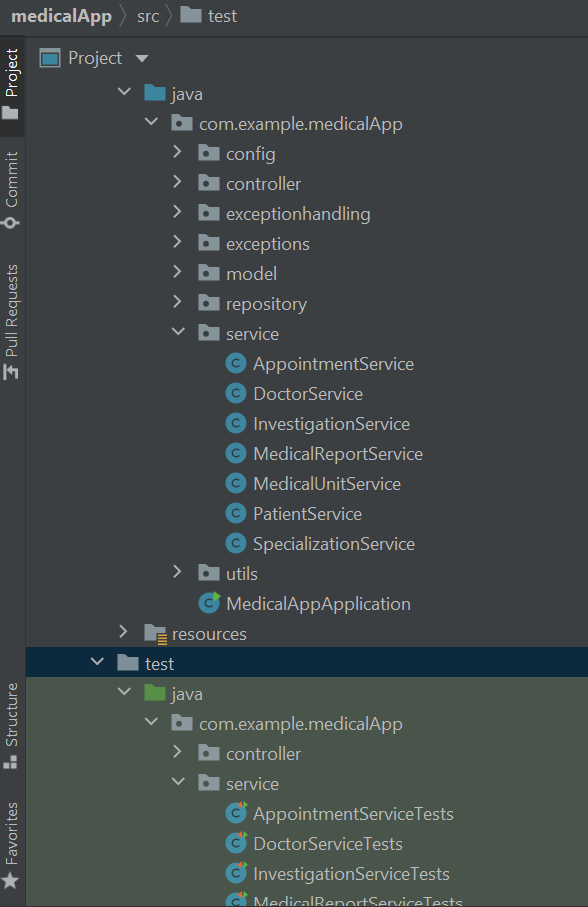 medicalApp src test
Project
java
com.example.medicalApp
config
controller
exceptionhandling
exceptions
model
repository
service
AppointmentService
DoctorService
InvestigationService
MedicalReportService
MedicalUnitService
PatientService
SpecializationService
utils
MedicalAppApplication
resources
test
java
com.example.medicalApp
controller
service
AppointmentServiceTests
DoctorServiceTests
InvestigationServiceTests
MedicalReportServiceTests
Project
Commit
Pull Requests
Structure
Favorites